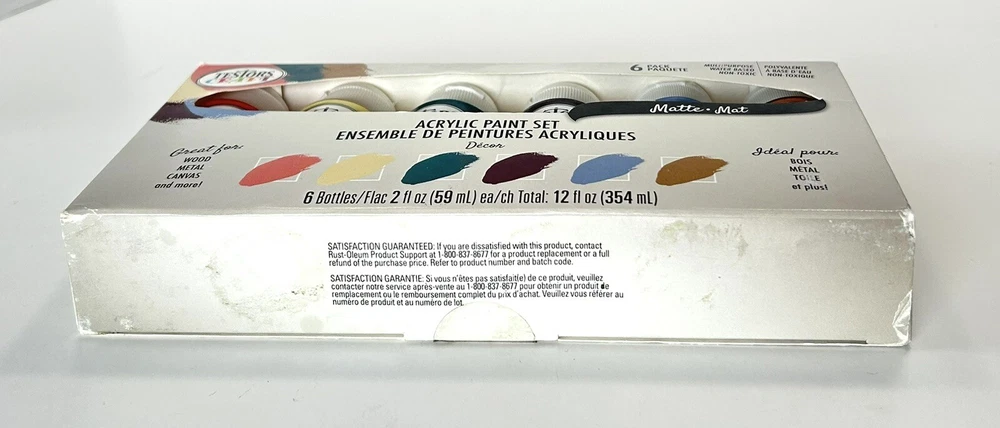 TESTORS
6 PACK
PAQUETE
MULTIPURPOSE
WATER BASED
NON-TOXIC
POLYVALENTE
A BASE D'EAU
NON-TOXIQUE
Matte • Mat
ACRYLIC PAINT SET
ENSEMBLE DE PEINTURES ACRYLIQUES
Décor
Great for:
WOOD
METAL
CANVAS
and more!
Idéal pour:
BOIS
MÉTAL
TOILE
et plus!
6 Bottles/Flac 2 fl oz (59 mL) ea/ch Total: 12 fl oz (354 mL)
SATISFACTION GUARANTEED: If you are dissatisfied with this product, contact
Rust-Oleum Product Support at 1-800-837-8677 for a product replacement or a full
refund of the purchase price. Refer to product number and batch code.
SATISFACTION GARANTIE: Si vous n'êtes pas satisfait(e) de ce produit, veuillez
contacter notre service après-vente au 1-800-837-8677 pour obtenir un produit de
remplacement ou le remboursement complet du prix d'achat. Veuillez vous référer au
numéro de produit et au numéro de lot.